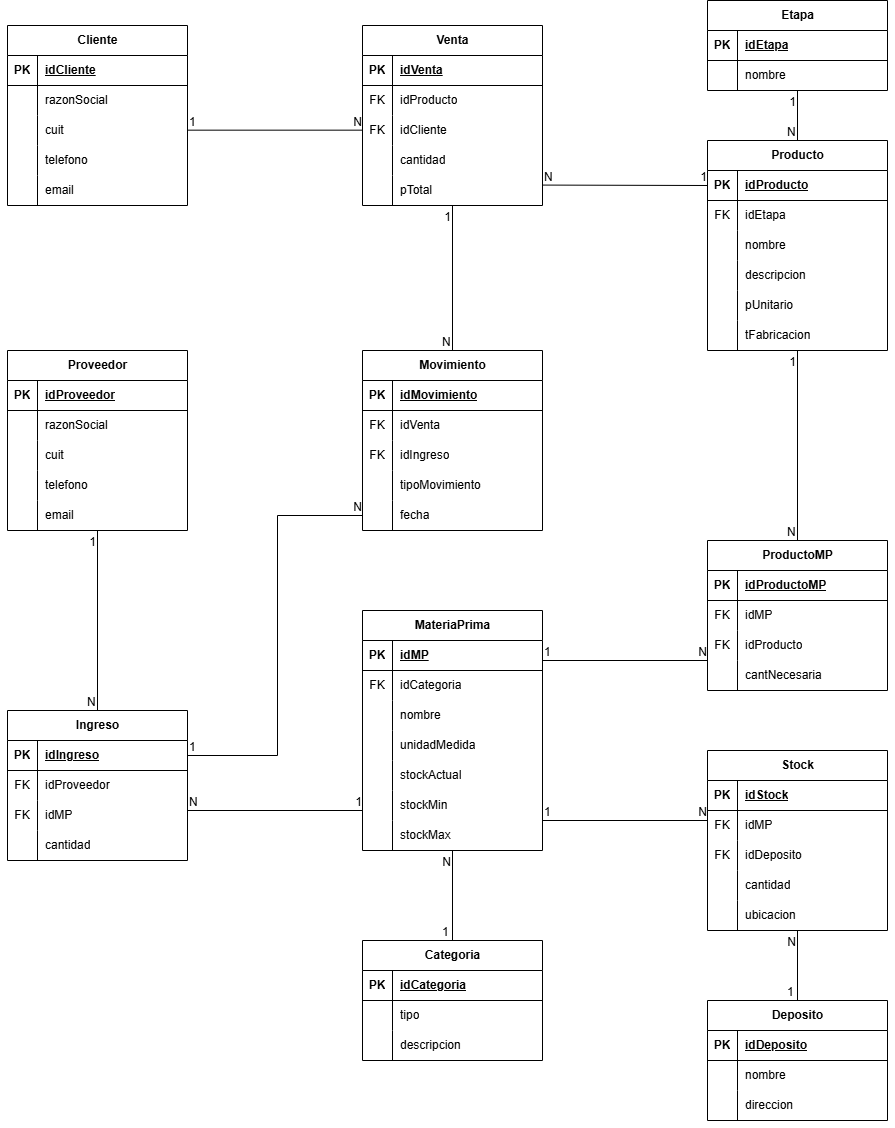 Cliente
PK idCliente
razonSocial
cuit
telefono
email
1
N
Venta
PK idVenta
FK idProducto
FK idCliente
cantidad
pTotal
1
N
N
1
Etapa
PK idEtapa
nombre
1
N
Producto
PK idProducto
FK idEtapa
nombre
descripcion
pUnitario
tFabricacion
1
N
Proveedor
PK idProveedor
razonSocial
cuit
telefono
email
1
N
Movimiento
PK idMovimiento
FK idVenta
FK idIngreso
tipoMovimiento
fecha
N
ProductoMP
PK idProductoMP
FK idMP
FK idProducto
cantNecesaria
MateriaPrima
PK idMP
FK idCategoria
nombre
unidadMedida
stockActual
stockMin
stockMax
1
N
1
N
Ingreso
PK idIngreso
FK idProveedor
FK idMP
cantidad
1
N
1
Stock
PK idStock
FK idMP
FK idDeposito
cantidad
ubicacion
N
1
N
1
Categoria
PK idCategoria
tipo
descripcion
Deposito
PK idDeposito
nombre
direccion